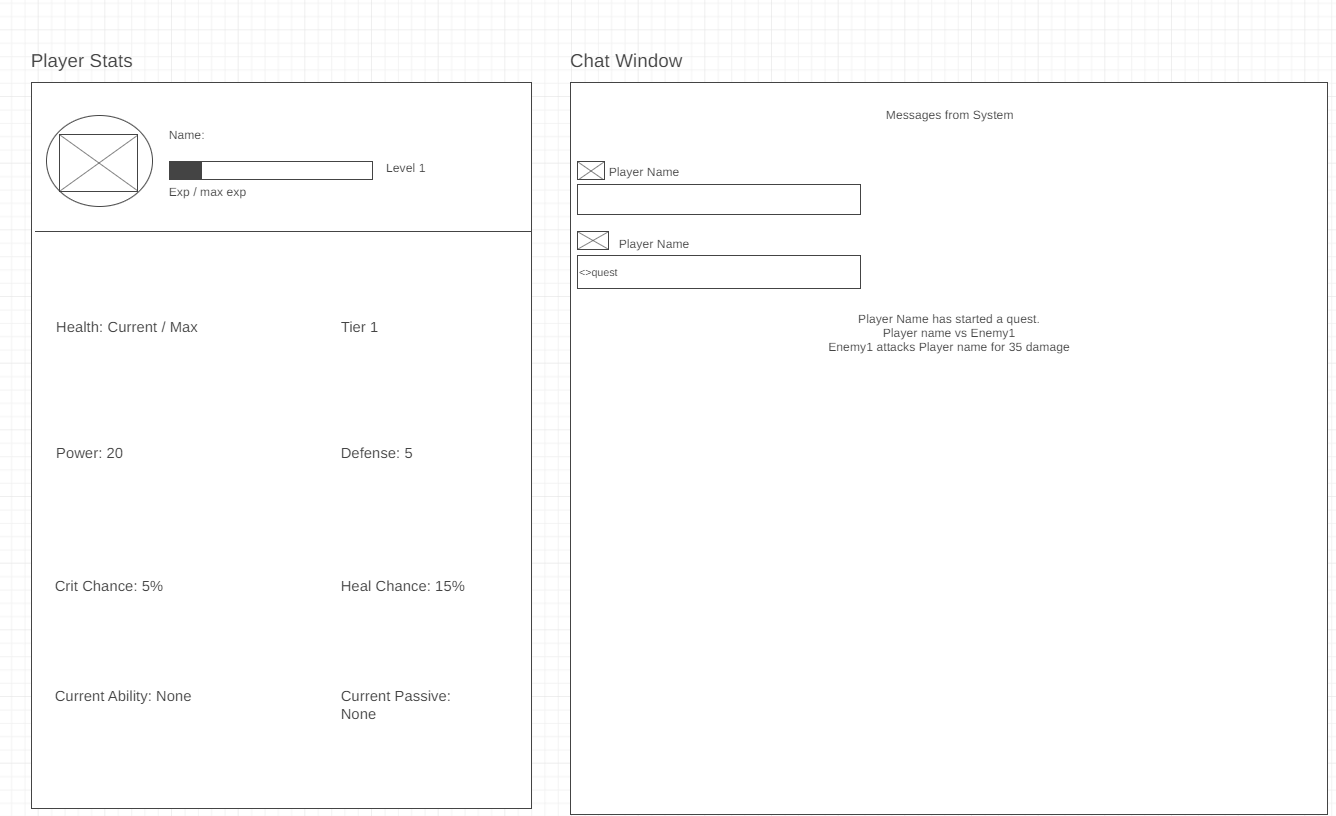 Player Stats
Name:
Level 1
Exp / max exp
Health: Current / Max
Tier 1
Power: 20
Defense: 5
Crit Chance: 5%
Heal Chance: 15%
Current Ability: None
Current Passive:
None
Chat Window
Messages from System
Player Name
Player Name
<>quest
Player Name has started a quest.
Player name vs Enemy1
Enemy1 attacks Player name for 35 damage